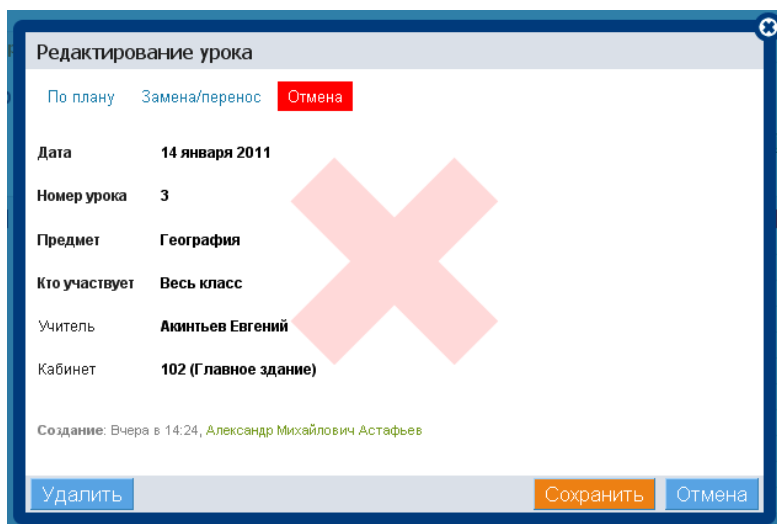 Редактирование урока
По плану Замена/перенос Отмена
Дата 14 января 2011
Номер урока 3
Предмет География
Кто участвует Весь класс
Учитель Акинтьев Евгений
Кабинет 102 (Главное здание)
Создание: Вчера в 14:24, Александр Михайлович Астафьев
Удалить Сохранить Отмена